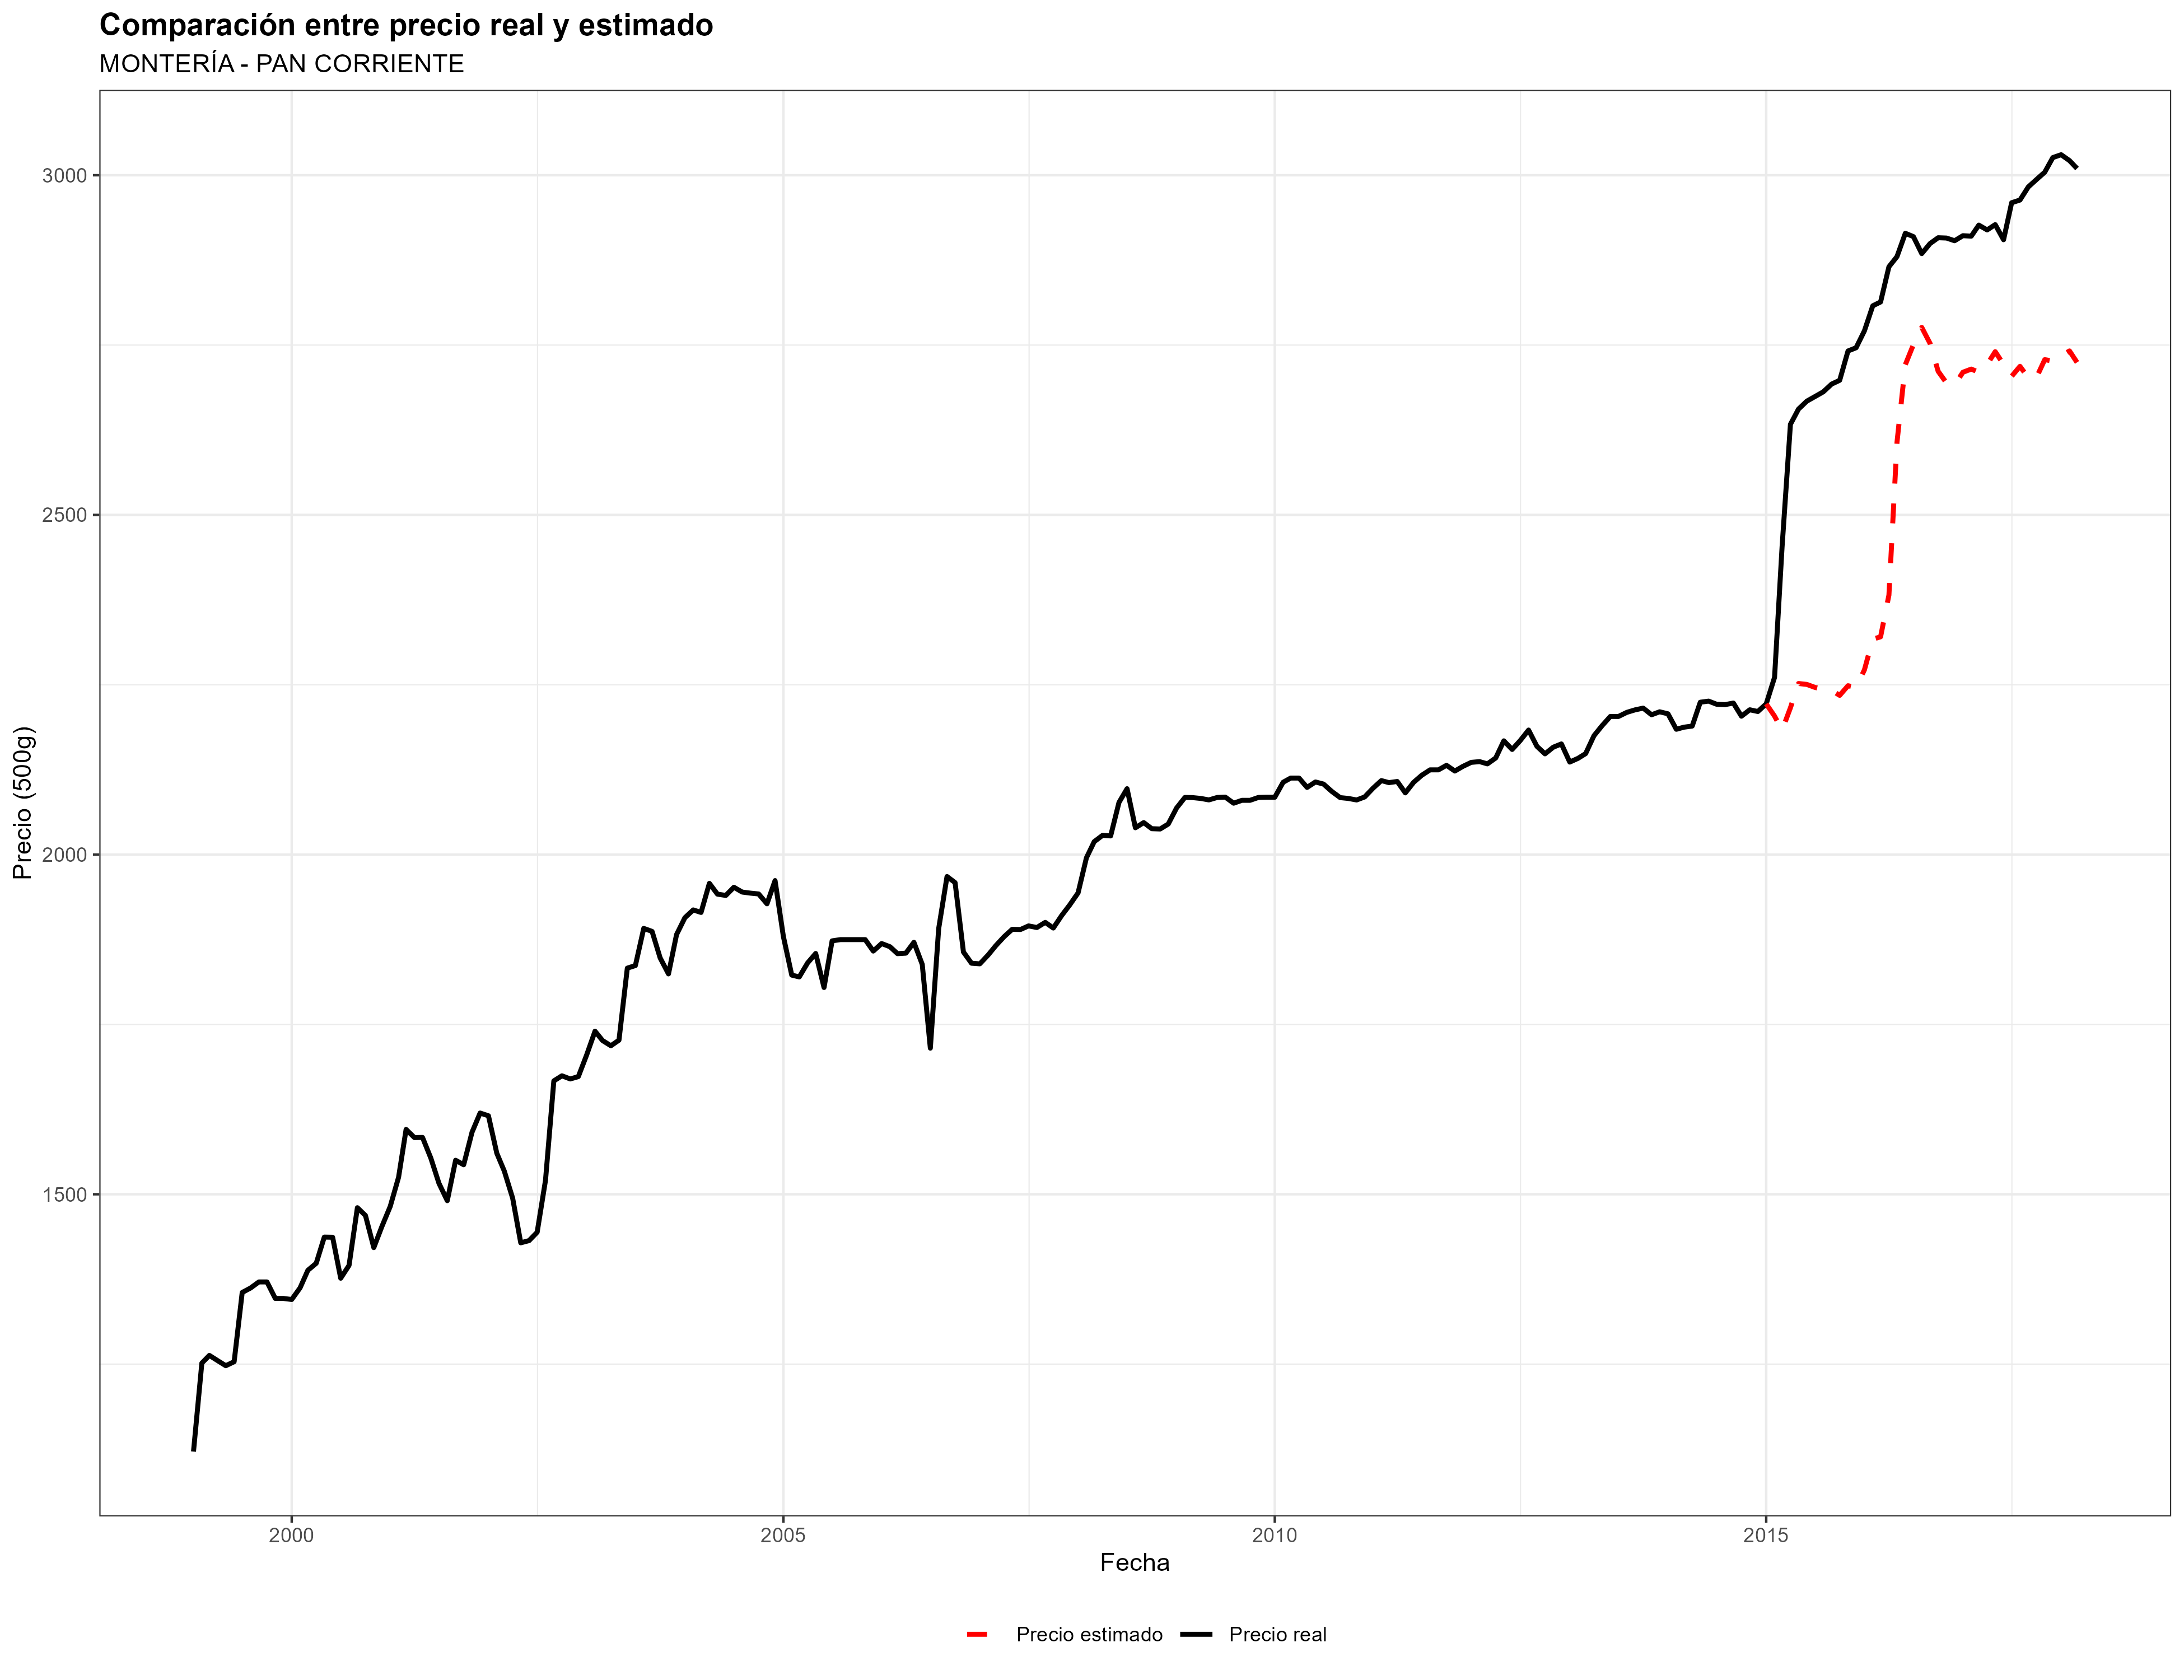 Comparación entre precio real y estimado
MONTERÍA - PAN CORRIENTE
Precio (500g)
3000
2500
2000
1500
2000
2005
2010
2015
Fecha
Precio estimado
Precio real